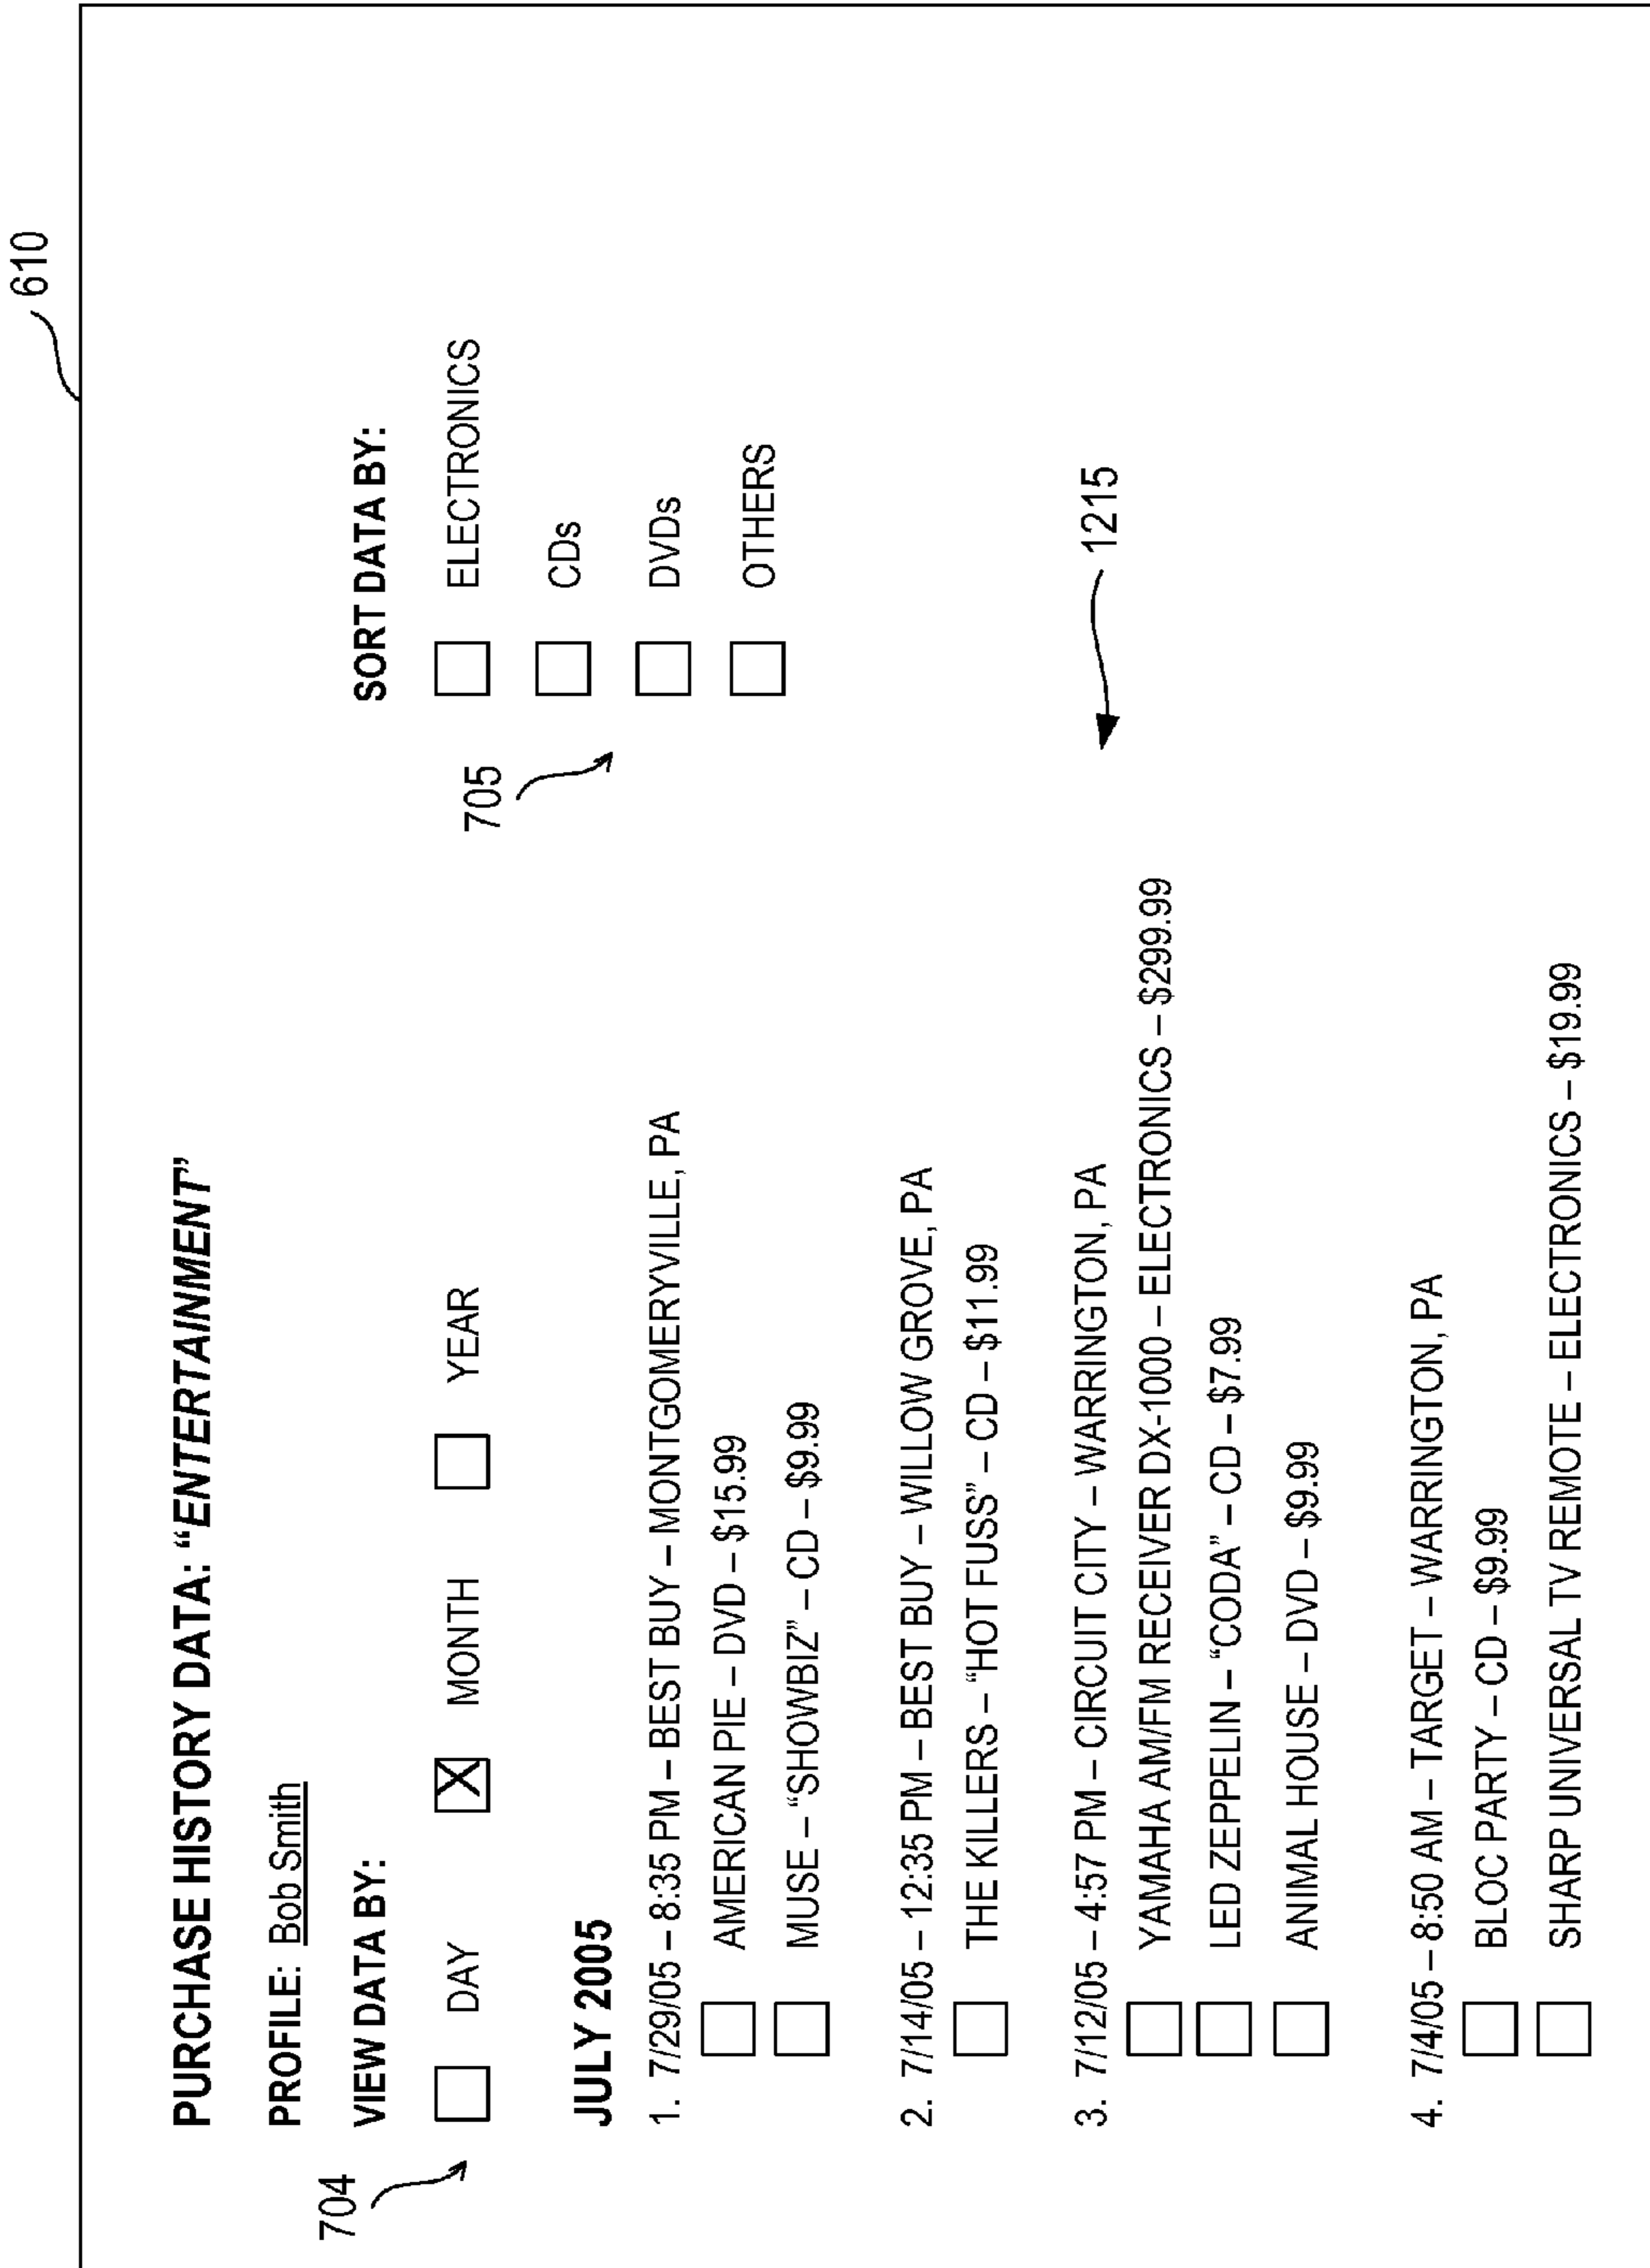 610
PURCHASE HISTORY DATA: “ENTERTAINMENT”
PROFILE: Bob Smith
VIEW DATA BY:
704
DAY
X MONTH
YEAR
SORT DATA BY:
705
ELECTRONICS
CDs
DVDs
OTHERS
JULY 2005
1. 7/29/05 – 8:35 PM – BEST BUY – MONTGOMERYVILLE, PA
AMERICAN PIE – DVD – $15.99
MUSE – “SHOWBIZ” – CD – $9.99
2. 7/14/05 – 12:35 PM – BEST BUY – WILLOW GROVE, PA
THE KILLERS – “HOT FUSS” – CD – $11.99
1215
3. 7/12/05 – 4:57 PM – CIRCUIT CITY – WARRINGTON, PA
YAMAHA AM/FM RECEIVER DX-1000 – ELECTRONICS – $299.99
LED ZEPPELIN – “CODA” – CD – $7.99
ANIMAL HOUSE – DVD – $9.99
4. 7/4/05 – 8:50 AM – TARGET – WARRINGTON, PA
BLOC PARTY – CD – $9.99
SHARP UNIVERSAL TV REMOTE – ELECTRONICS – $19.99